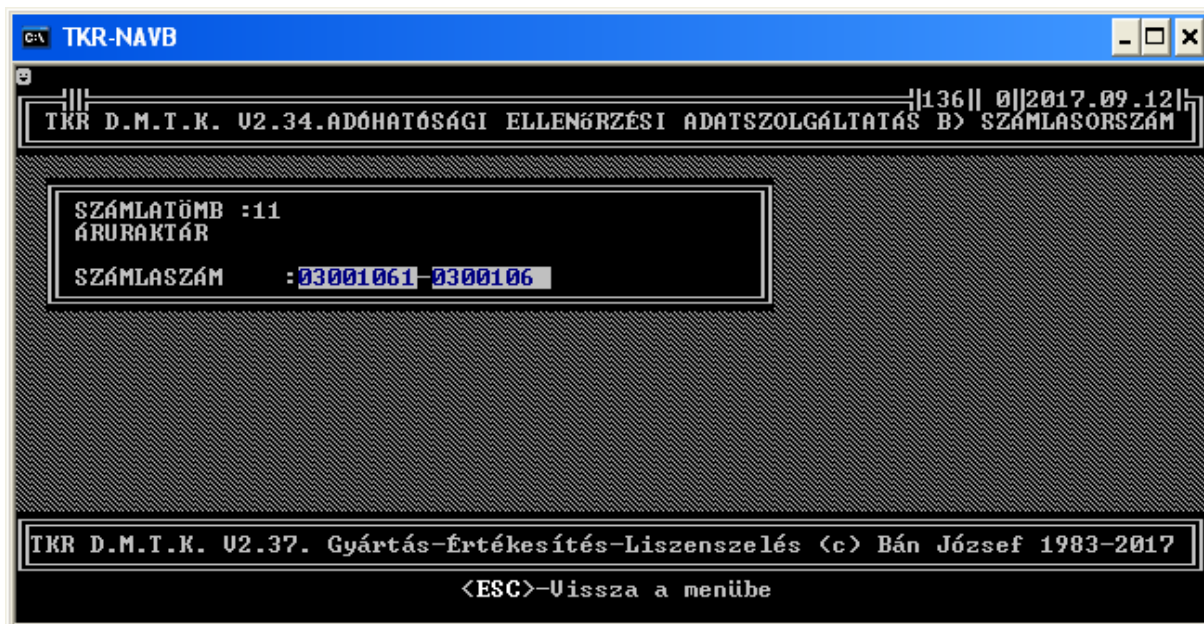 TKR-NAVB
136 0 2017.09.12
TKR D.M.T.K. V2.34.ADÓHATÓSÁGI ELLENőRZÉSI ADATSZOLGÁLTATÁS B> SZÁMLASORSZÁM
SZÁMLATÖMB :11
ÁRURAKTÁR
SZÁMLASZÁM :03001061-0300106
TKR D.M.T.K. V2.37. Gyártás-Értékesítés-Liszenszelés (c) Bán József 1983-2017
<ESC>-Vissza a menübe